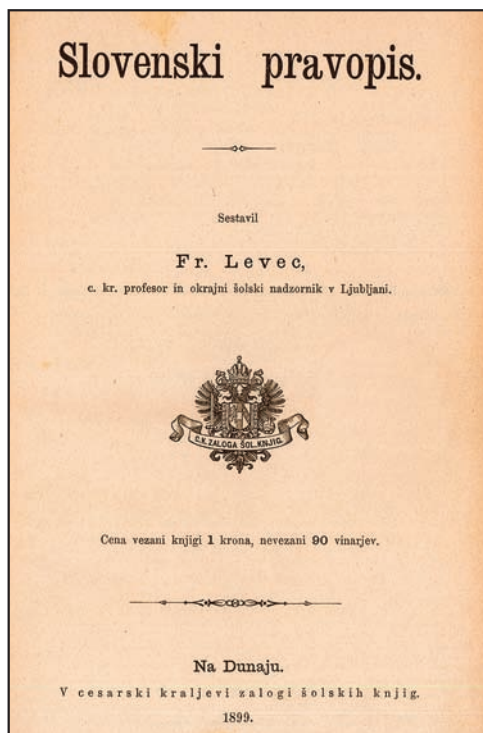 Slovenski pravopis.
Sestavil
Fr. Levec,
c. kr. profesor in okrajni šolski nadzornik v Ljubljani.
C.K. ZALOGA ŠOL. KNJIG.
Cena vezani knjigi 1 krona, nevezani 90 vinarjev.
Na Dunaju.
V cesarski kraljevi zalogi šolskih knjig.
1899.